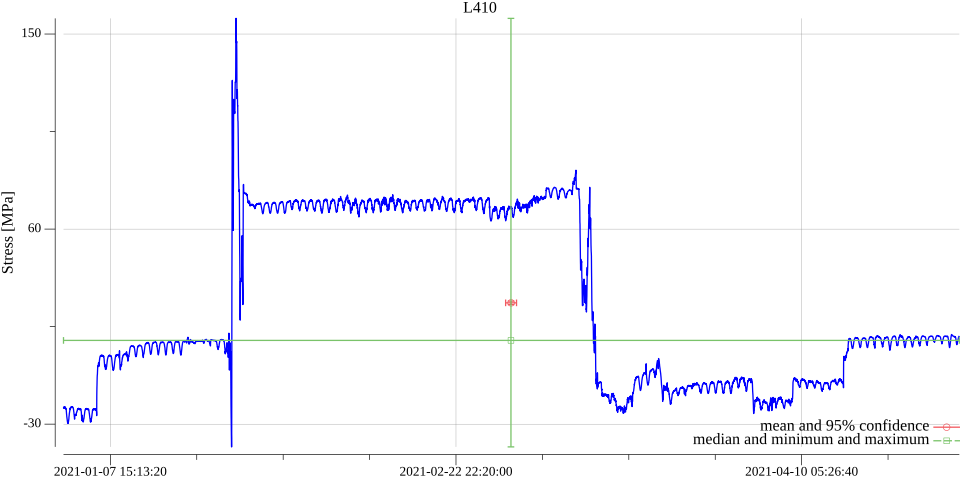 L410
150
60
-30
Stress [MPa]
mean and 95% confidence
median and minimum and maximum
2021-01-07 15:13:20
2021-02-22 22:20:00
2021-04-10 05:26:40